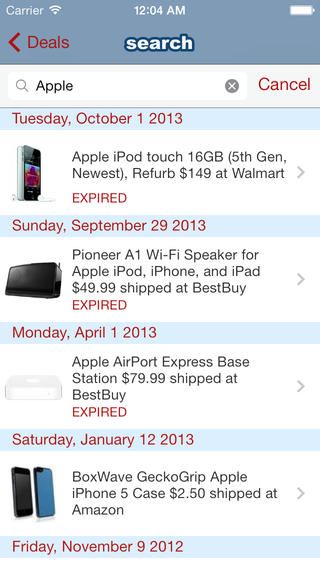 Carrier 12:04 AM
Deals search
Apple Cancel
Tuesday, October 1 2013
Apple iPod touch 16GB (5th Gen,
Newest), Refurb $149 at Walmart
EXPIRED
Sunday, September 29 2013
Pioneer A1 Wi-Fi Speaker for
Apple iPod, iPhone, and iPad
$49.99 shipped at BestBuy
EXPIRED
Monday, April 1 2013
Apple AirPort Express Base
Station $79.99 shipped at
BestBuy
EXPIRED
Saturday, January 12 2013
BoxWave GeckoGrip Apple
iPhone 5 Case $2.50 shipped at
Amazon
Friday, November 9 2012